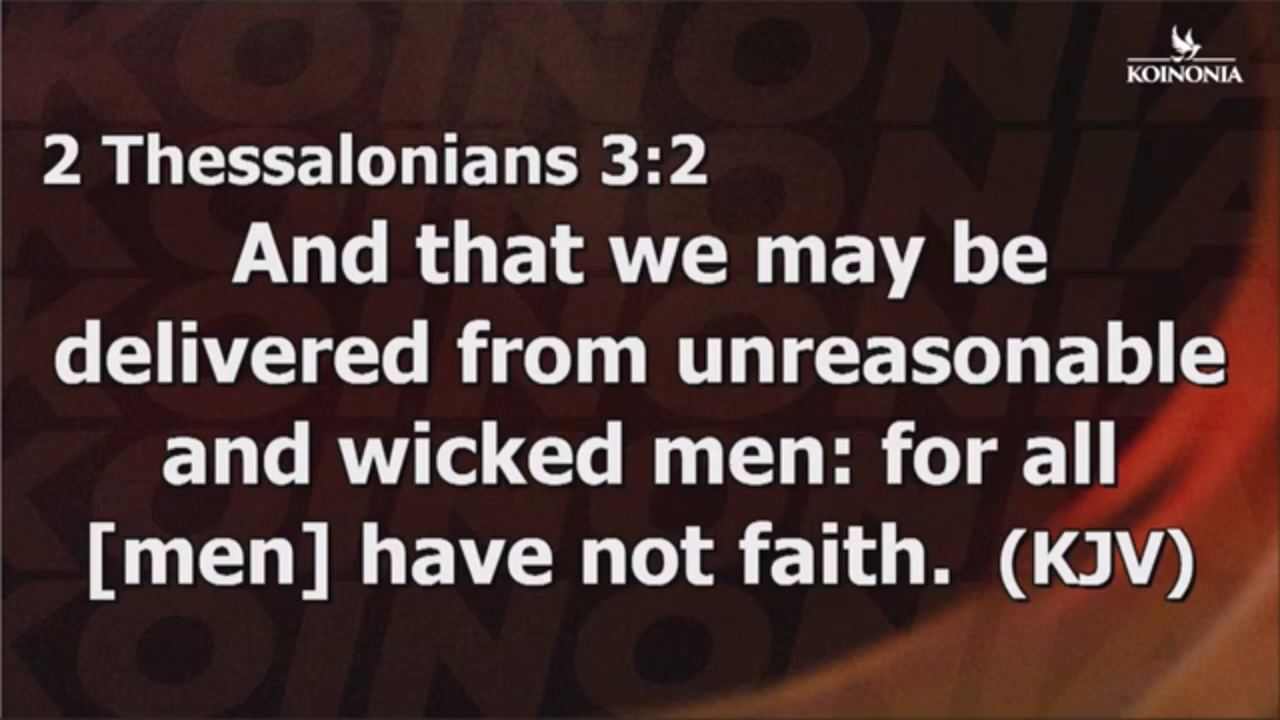 KOINONIA
2 Thessalonians 3:2
And that we may be
delivered from unreasonable
and wicked men: for all
[men] have not faith. (KJV)